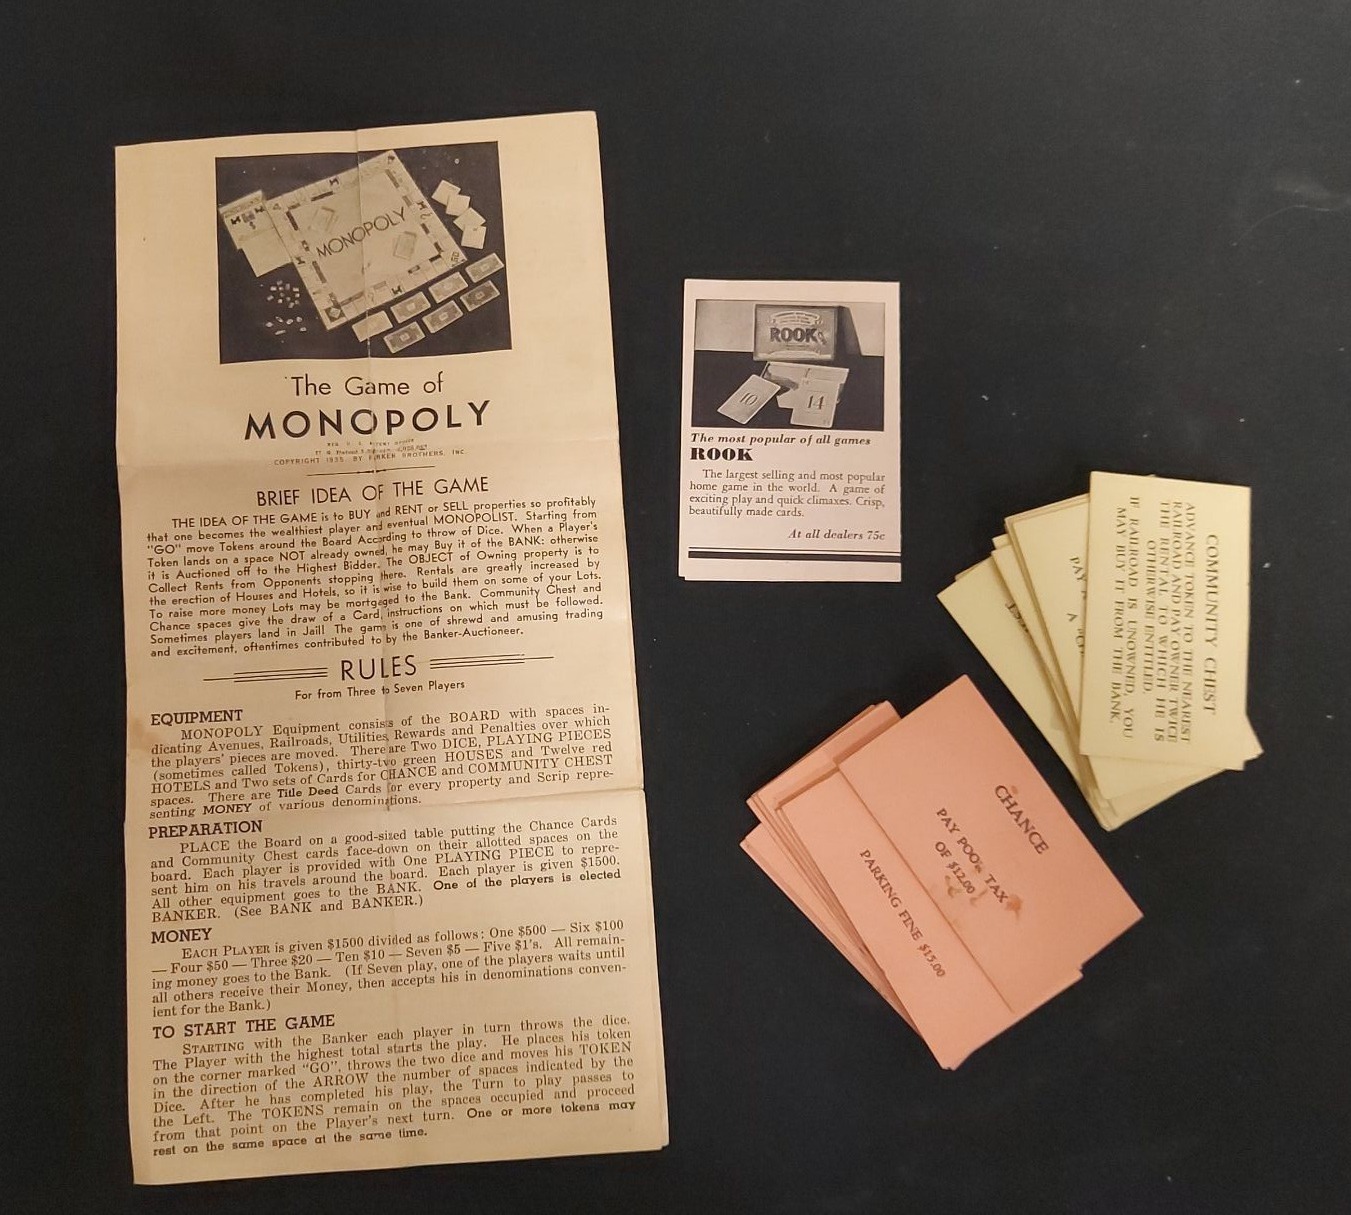 MONOPOLY
The Game of
MONOPOLY
COPYRIGHT 1935 BY PARKER BROTHERS, INC.
BRIEF IDEA OF THE GAME
THE IDEA OF THE GAME is to BUY and RENT or SELL properties so profitably
that one becomes the wealthiest player and eventual MONOPOLIST. Starting from
"GO" move Tokens around the Board According to throw of Dice. When a Player's
Token lands on a space NOT already owned, he may Buy it of the BANK: otherwise
it is Auctioned off to the Highest Bidder. The OBJECT of Owning property is to
Collect Rents from Opponents stopping there. Rentals are greatly increased by
the erection of Houses and Hotels, so it is wise to build them on some of your Lots.
To raise more money Lots may be mortgaged to the Bank. Community Chest and
Chance spaces give the draw of a Card, instructions on which must be followed.
Sometimes players land in Jail! The game is one of shrewd and amusing trading
and excitement, oftentimes contributed to by the Banker-Auctioneer.
RULES
For from Three to Seven Players
EQUIPMENT
MONOPOLY Equipment consists of the BOARD with spaces in-
dicating Avenues, Railroads, Utilities, Rewards and Penalties over which
the players' pieces are moved. There are Two DICE, PLAYING PIECES
(sometimes called Tokens), thirty-two green HOUSES and Twelve red
HOTELS and Two sets of Cards for CHANCE and COMMUNITY CHEST
spaces. There are Title Deed Cards for every property and Scrip repre-
senting MONEY of various denominations.
PREPARATION
PLACE the Board on a good-sized table putting the Chance Cards
and Community Chest cards face-down on their allotted spaces on the
board. Each player is provided with One PLAYING PIECE to repre-
sent him on his travels around the board. Each player is given $1500.
All other equipment goes to the BANK. One of the players is elected
BANKER. (See BANK and BANKER.)
MONEY
EACH PLAYER is given $1500 divided as follows: One $500 — Six $100
— Four $50 — Three $20 — Ten $10 — Seven $5 — Five $1's. All remain-
ing money goes to the Bank. (If Seven play, one of the players waits until
all others receive their Money, then accepts his in denominations conven-
ient for the Bank.)
TO START THE GAME
STARTING with the Banker each player in turn throws the dice.
The Player with the highest total starts the play. He places his token
on the corner marked "GO", throws the two dice and moves his TOKEN
in the direction of the ARROW the number of spaces indicated by the
Dice. After he has completed his play, the Turn to play passes to
the Left. The TOKENS remain on the spaces occupied and proceed
from that point on the Player's next turn. One or more tokens may
rest on the same space at the same time.
ROOK
10
14
The most popular of all games
ROOK
The largest selling and most popular
home game in the world. A game of
exciting play and quick climaxes. Crisp,
beautifully made cards.
At all dealers 75c
COMMUNITY CHEST
ADVANCE TOKEN TO THE NEAREST
RAILROAD AND PAY OWNER TWICE
THE RENTAL TO WHICH HE IS
OTHERWISE ENTITLED.
IF RAILROAD IS UNOWNED, YOU
MAY BUY IT FROM THE BANK.
PAY
A
CHANCE
PAY POOR TAX
OF $12.00
PARKING FINE $15.00